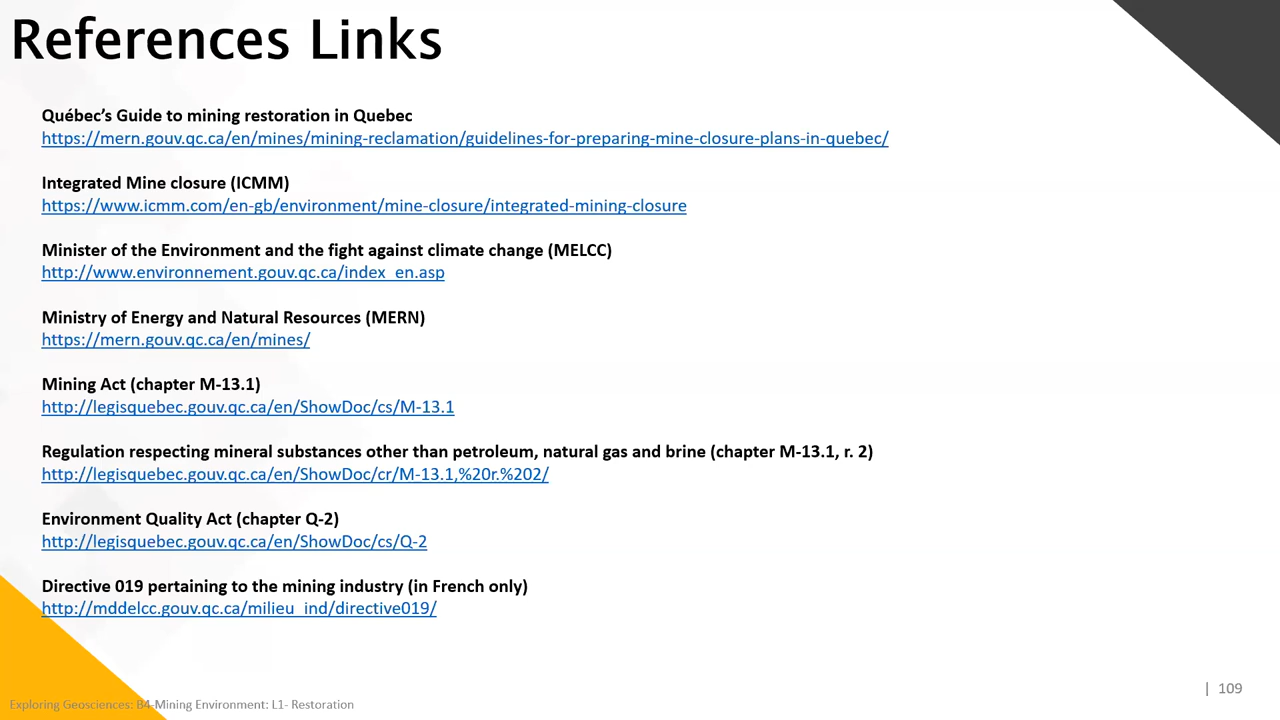 References Links
Québec’s Guide to mining restoration in Quebec
https://mern.gouv.qc.ca/en/mines/mining-reclamation/guidelines-for-preparing-mine-closure-plans-in-quebec/
Integrated Mine closure (ICMM)
https://www.icmm.com/en-gb/environment/mine-closure/integrated-mining-closure
Minister of the Environment and the fight against climate change (MELCC)
http://www.environnement.gouv.qc.ca/index_en.asp
Ministry of Energy and Natural Resources (MERN)
https://mern.gouv.qc.ca/en/mines/
Mining Act (chapter M-13.1)
http://legisquebec.gouv.qc.ca/en/ShowDoc/cs/M-13.1
Regulation respecting mineral substances other than petroleum, natural gas and brine (chapter M-13.1, r. 2)
http://legisquebec.gouv.qc.ca/en/ShowDoc/cr/M-13.1,%20r.%202/
Environment Quality Act (chapter Q-2)
http://legisquebec.gouv.qc.ca/en/ShowDoc/cs/Q-2
Directive 019 pertaining to the mining industry (in French only)
http://mddelcc.gouv.qc.ca/milieu_ind/directive019/
| 109
Exploring Geosciences: B4-Mining Environment: L1- Restoration